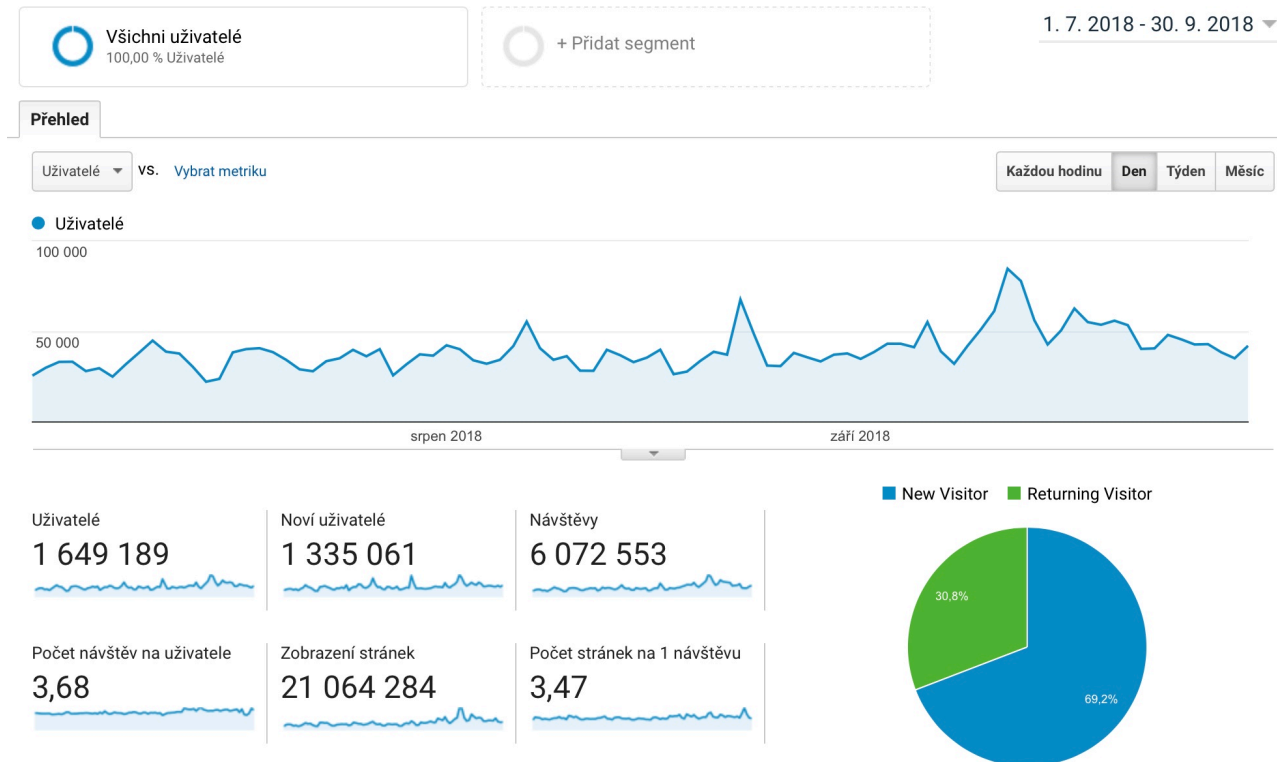 Všichni uživatelé
100,00 % Uživatelé
+ Přidat segment
1. 7. 2018 - 30. 9. 2018
Přehled
Uživatelé vs. Vybrat metriku
Každou hodinu Den Týden Měsíc
Uživatelé
100 000
50 000
srpen 2018 září 2018
New Visitor Returning Visitor
Uživatelé
1 649 189
Noví uživatelé
1 335 061
Návštěvy
6 072 553
Počet návštěv na uživatele
3,68
Zobrazení stránek
21 064 284
Počet stránek na 1 návštěvu
3,47
30,8%
69,2%